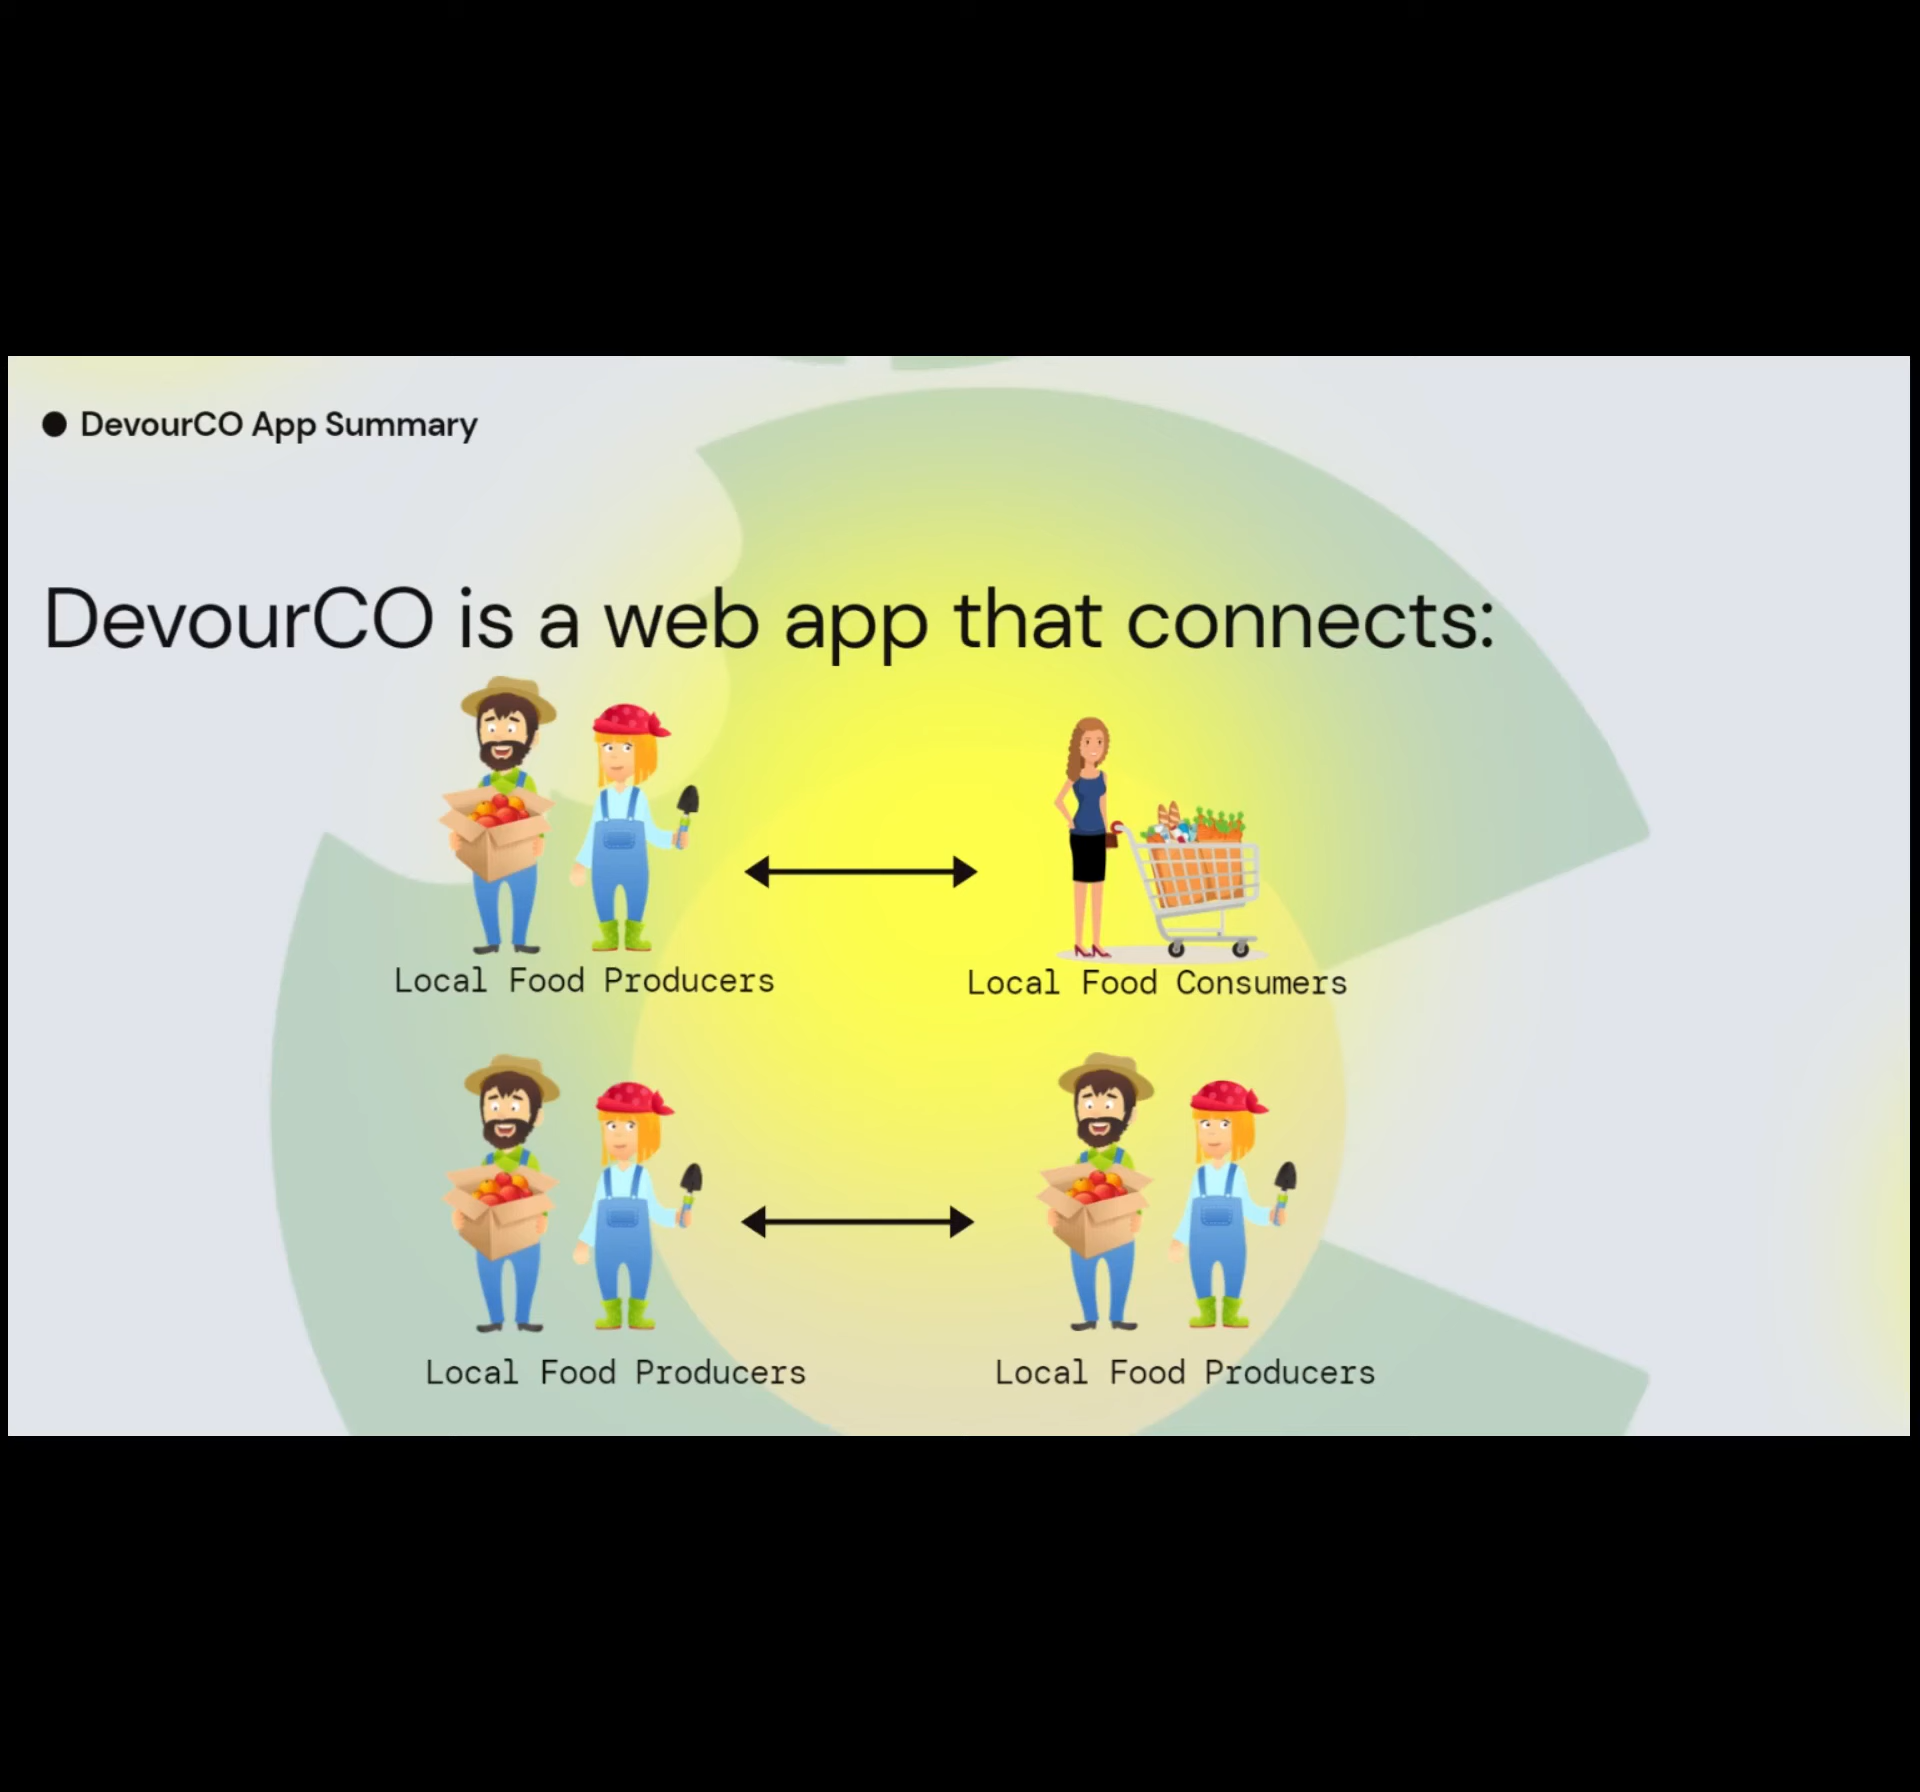 DevourCO App Summary
DevourCO is a web app that connects:
Local Food Producers
Local Food Consumers
Local Food Producers
Local Food Producers